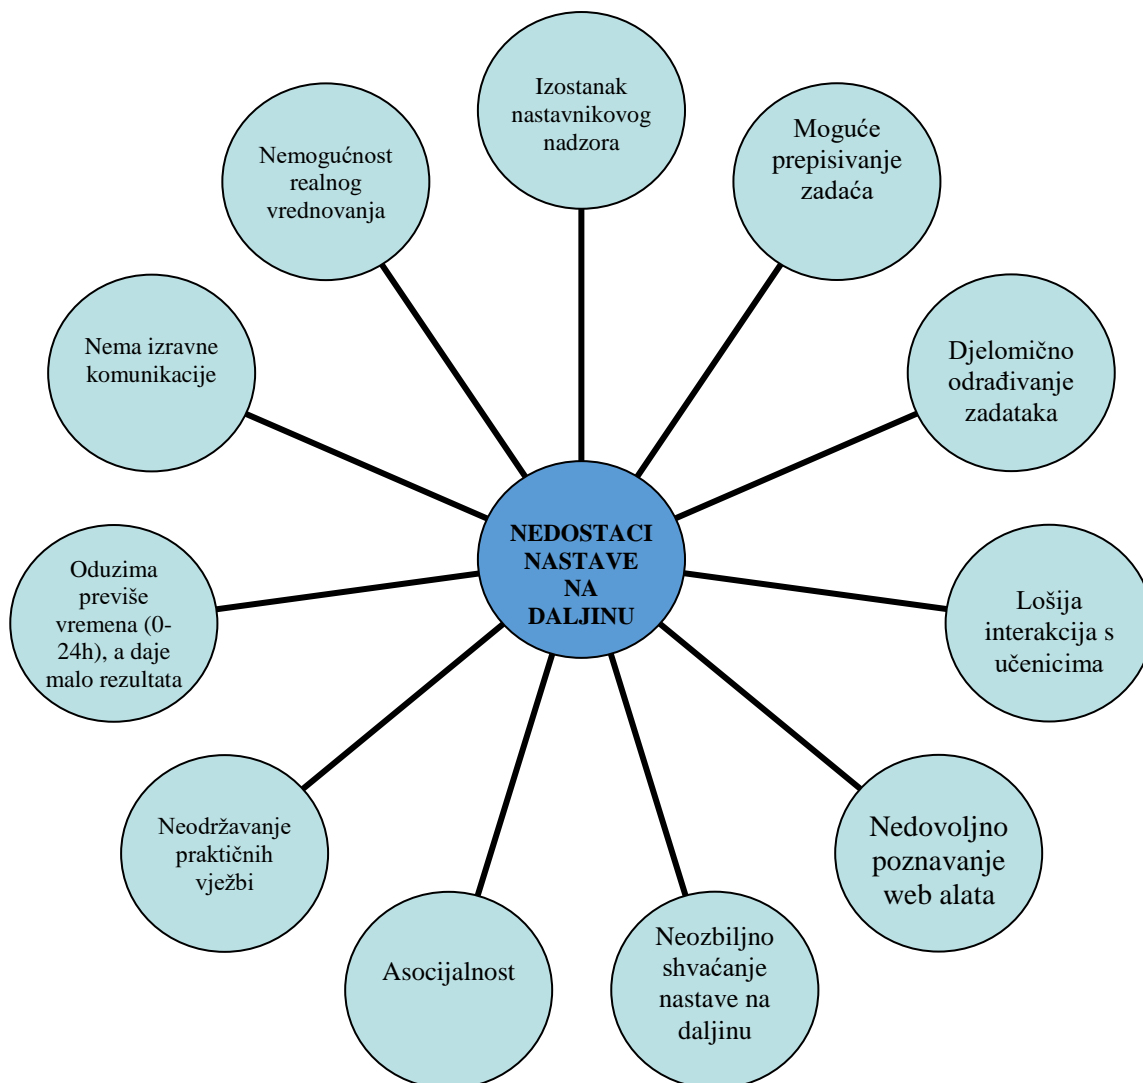 Izostanak
nastavnikovog
nadzora
Moguće
prepisivanje
zadaća
Djelomično
odrađivanje
zadataka
Lošija
interakcija s
učenicima
Nedovoljno
poznavanje
web alata
Neozbiljno
shvaćanje
nastave na
daljinu
Asocijalnost
Neodržavanje
praktičnih
vježbi
Oduzima
previše
vremena (0-
24h), a daje
malo rezultata
Nema izravne
komunikacije
Nemogućnost
realnog
vrednovanja
NEDOSTACI
NASTAVE
NA
DALJINU